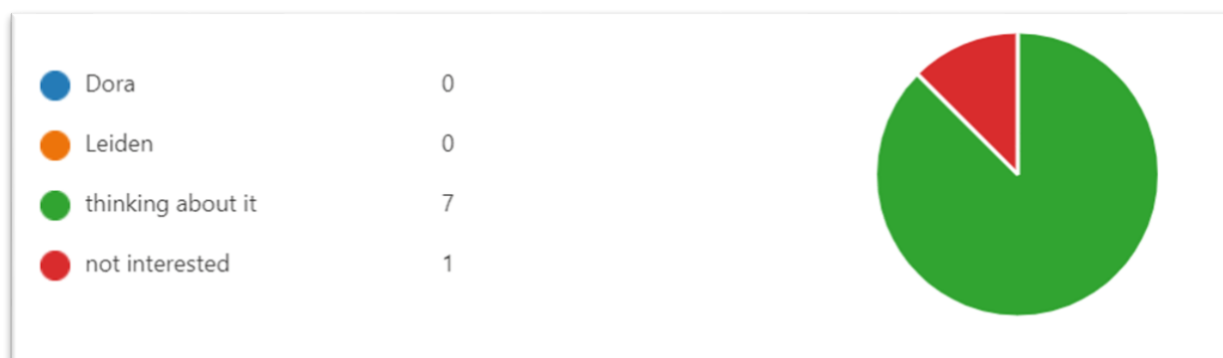 Dora 0
Leiden 0
thinking about it 7
not interested 1